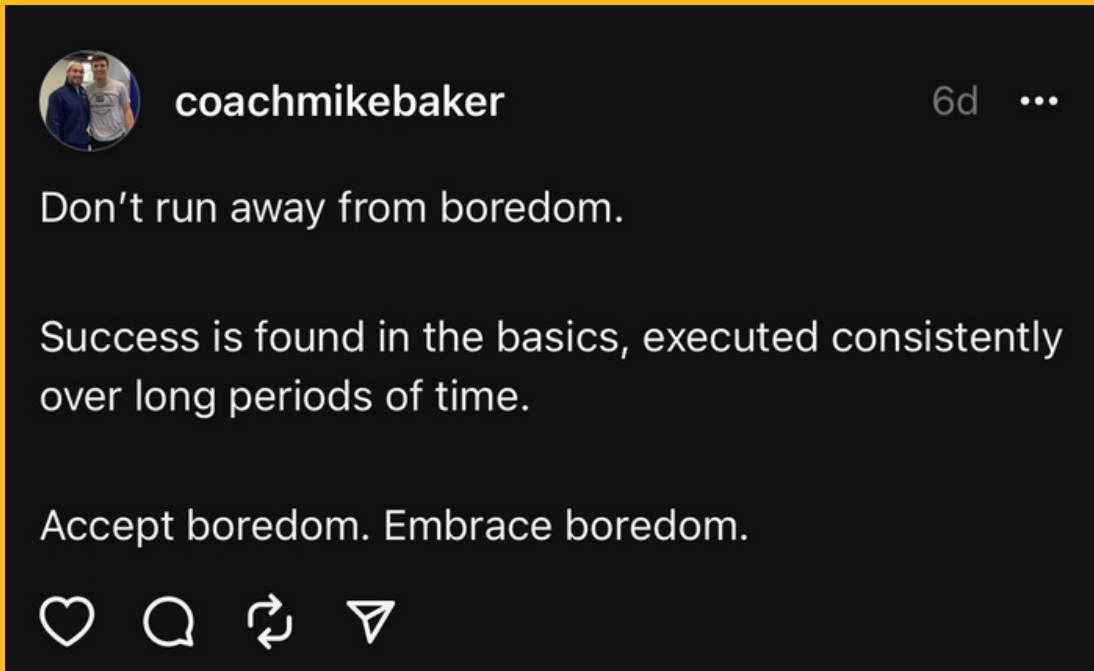 coachmikebaker
6d
Don’t run away from boredom.
Success is found in the basics, executed consistently
over long periods of time.
Accept boredom. Embrace boredom.